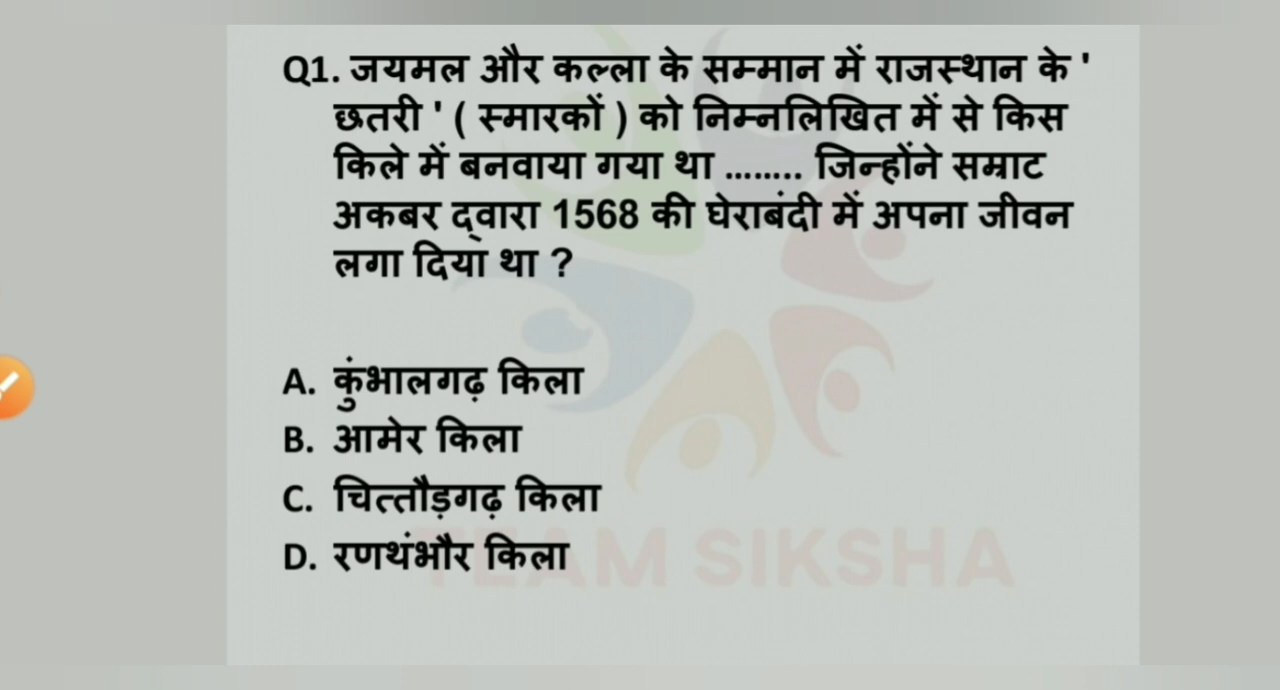 Q1. जयमल और कल्ला के सम्मान में राजस्थान के '
छतरी ' ( स्मारकों ) को निम्नलिखित में से किस
किले में बनवाया गया था ........ जिन्होंने सम्राट
अकबर द्वारा 1568 की घेराबंदी में अपना जीवन
लगा दिया था ?
A. कुंभालगढ़ किला
B. आमेर किला
C. चित्तौड़गढ़ किला
D. रणथंभौर किला
TEAM SIKSHA